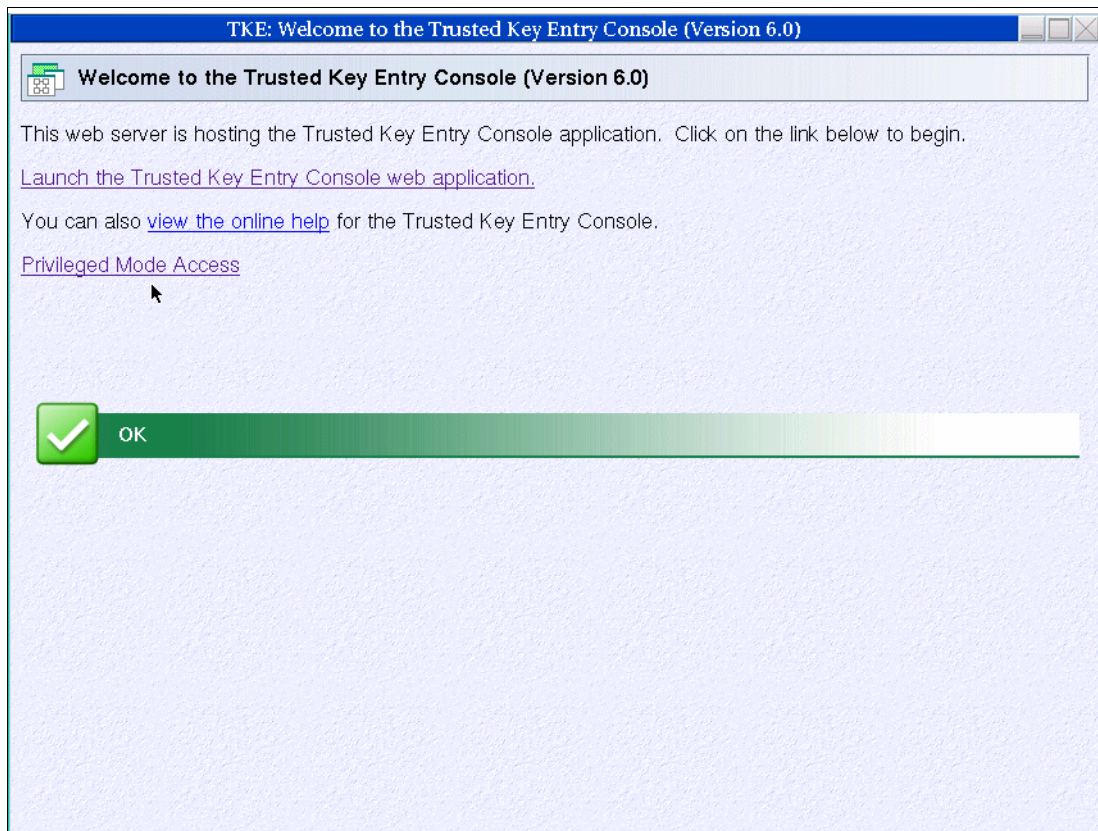 TKE: Welcome to the Trusted Key Entry Console (Version 6.0)
Welcome to the Trusted Key Entry Console (Version 6.0)
This web server is hosting the Trusted Key Entry Console application. Click on the link below to begin.
Launch the Trusted Key Entry Console web application.
You can also view the online help for the Trusted Key Entry Console.
Privileged Mode Access
OK